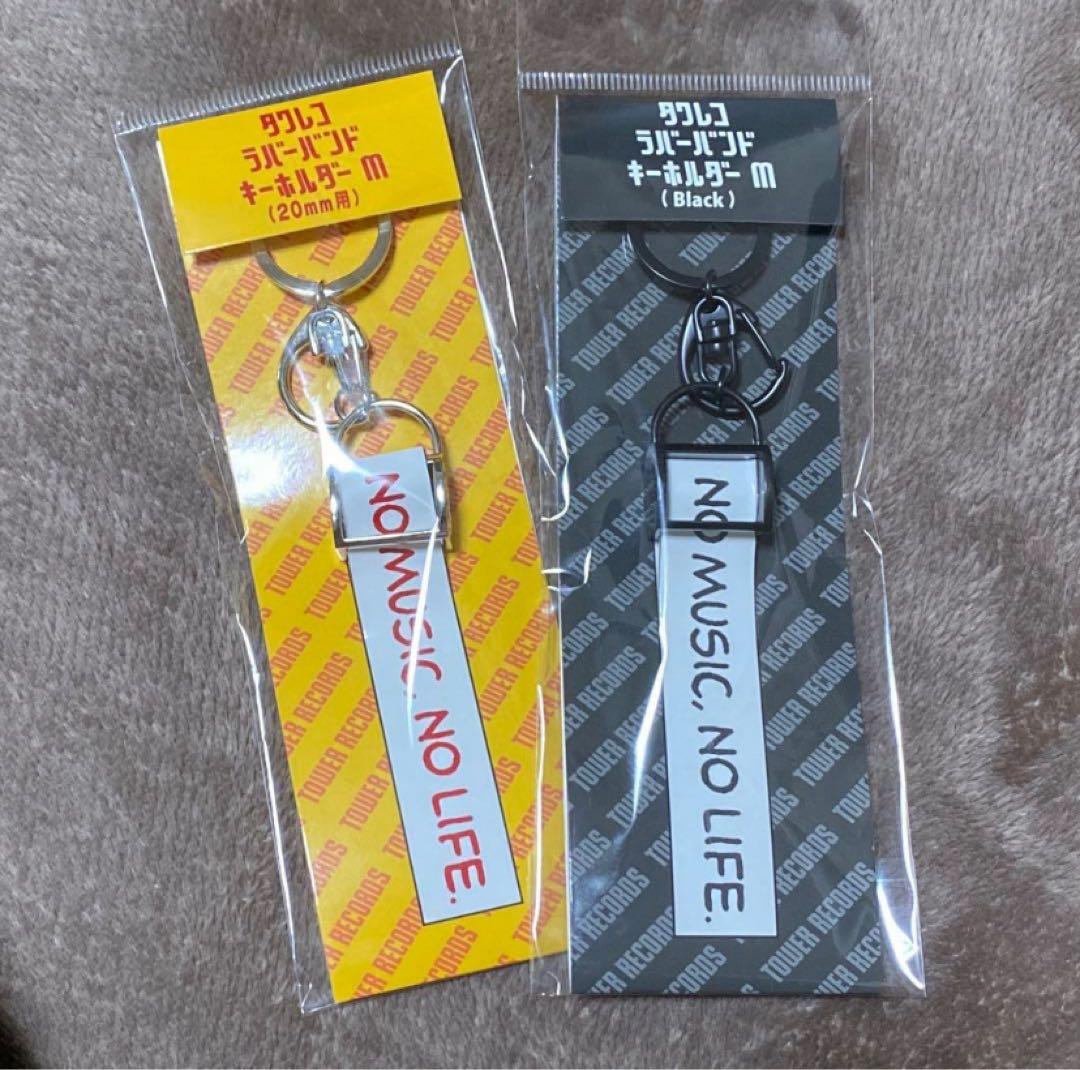 タワレコ
ラバーバンド
キーホルダー M
(20mm用)
TOWER RECORDS
NO MUSIC, NO LIFE.
タワレコ
ラバーバンド
キーホルダー M
(Black)
TOWER RECORDS
NO MUSIC, NO LIFE.